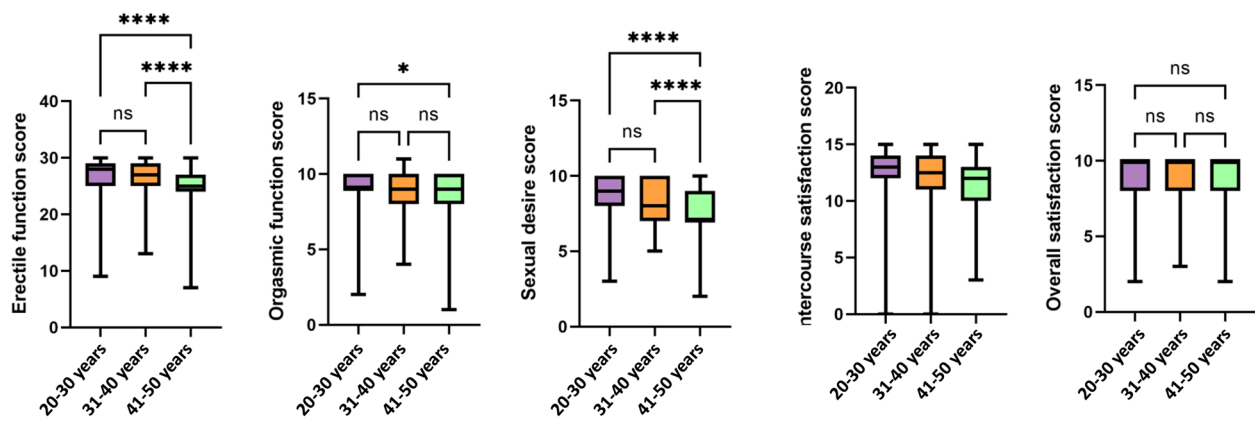 Erectile function score
40
30
20
10
0
****
****
ns
20-30 years
31-40 years
41-50 years
Orgasmic function score
15
10
5
0
*
ns
ns
20-30 years
31-40 years
41-50 years
Sexual desire score
15
10
5
0
****
****
ns
20-30 years
31-40 years
41-50 years
ntercourse satisfaction score
20
15
10
5
0
20-30 years
31-40 years
41-50 years
Overall satisfaction score
15
10
5
0
ns
ns
ns
20-30 years
31-40 years
41-50 years